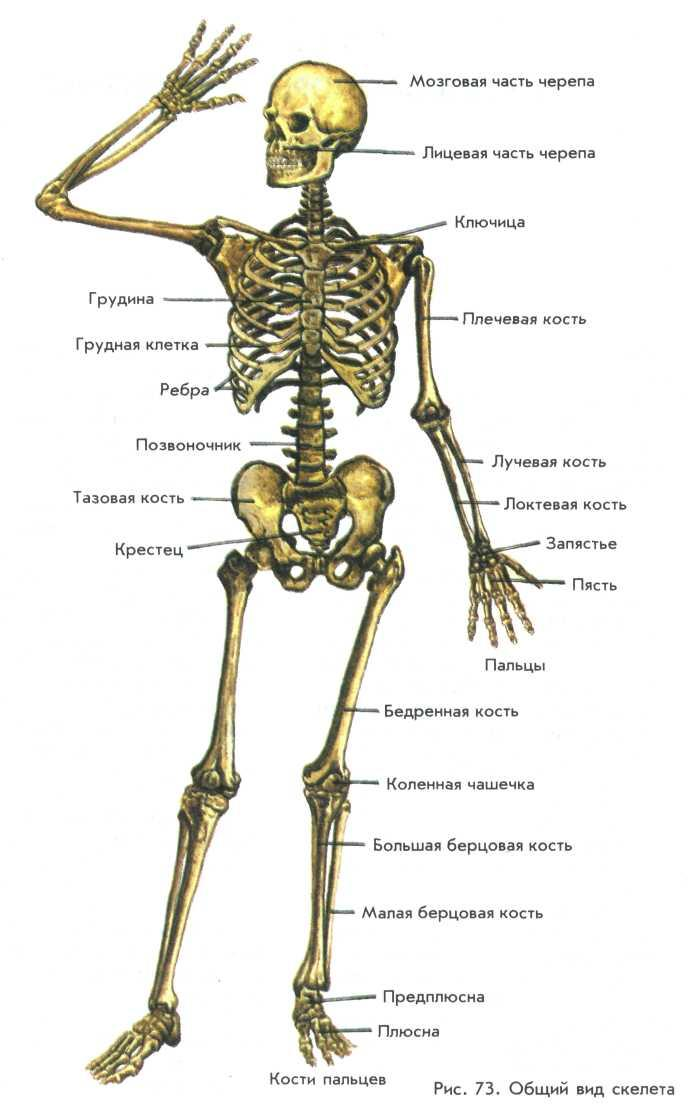 Мозговая часть черепа
Лицевая часть черепа
Ключица
Грудина
Плечевая кость
Грудная клетка
Ребра
Позвоночник
Лучевая кость
Тазовая кость
Локтевая кость
Запястье
Крестец
Пясть
Пальцы
Бедренная кость
Коленная чашечка
Большая берцовая кость
Малая берцовая кость
Предплюсна
Плюсна
Кости пальцев
Рис. 73. Общий вид скелета